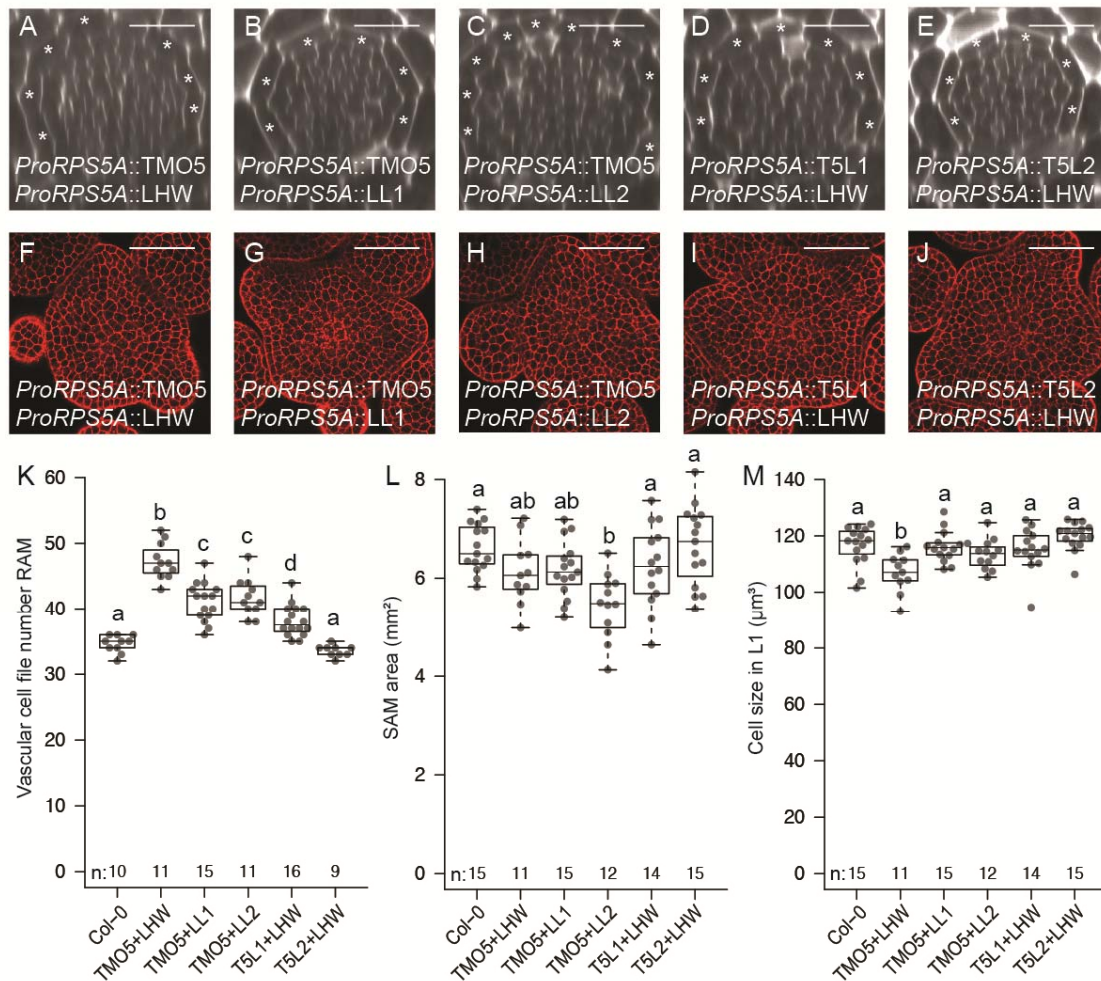 A
B
C
D
E
ProRPS5A::TMO5
ProRPS5A::LHW
ProRPS5A::TMO5
ProRPS5A::LL1
ProRPS5A::TMO5
ProRPS5A::LL2
ProRPS5A::T5L1
ProRPS5A::LHW
ProRPS5A::T5L2
ProRPS5A::LHW
F
G
H
I
J
ProRPS5A::TMO5
ProRPS5A::LHW
ProRPS5A::TMO5
ProRPS5A::LL1
ProRPS5A::TMO5
ProRPS5A::LL2
ProRPS5A::T5L1
ProRPS5A::LHW
ProRPS5A::T5L2
ProRPS5A::LHW
K
Vascular cell file number RAM
60
50
40
30
20
10
0
a
b
c
c
d
a
n: 10 11 15 11 16 9
Col-0
TMO5+LHW
TMO5+LL1
TMO5+LL2
T5L1+LHW
T5L2+LHW
L
SAM area (mm²)
8
6
4
2
0
a
ab
ab
b
a
a
n: 15 11 15 12 14 15
Col-0
TMO5+LHW
TMO5+LL1
TMO5+LL2
T5L1+LHW
T5L2+LHW
M
Cell size in L1 (μm³)
140
120
100
80
60
40
20
0
a
b
a
a
a
a
n: 15 11 15 12 14 15
Col-0
TMO5+LHW
TMO5+LL1
TMO5+LL2
T5L1+LHW
T5L2+LHW